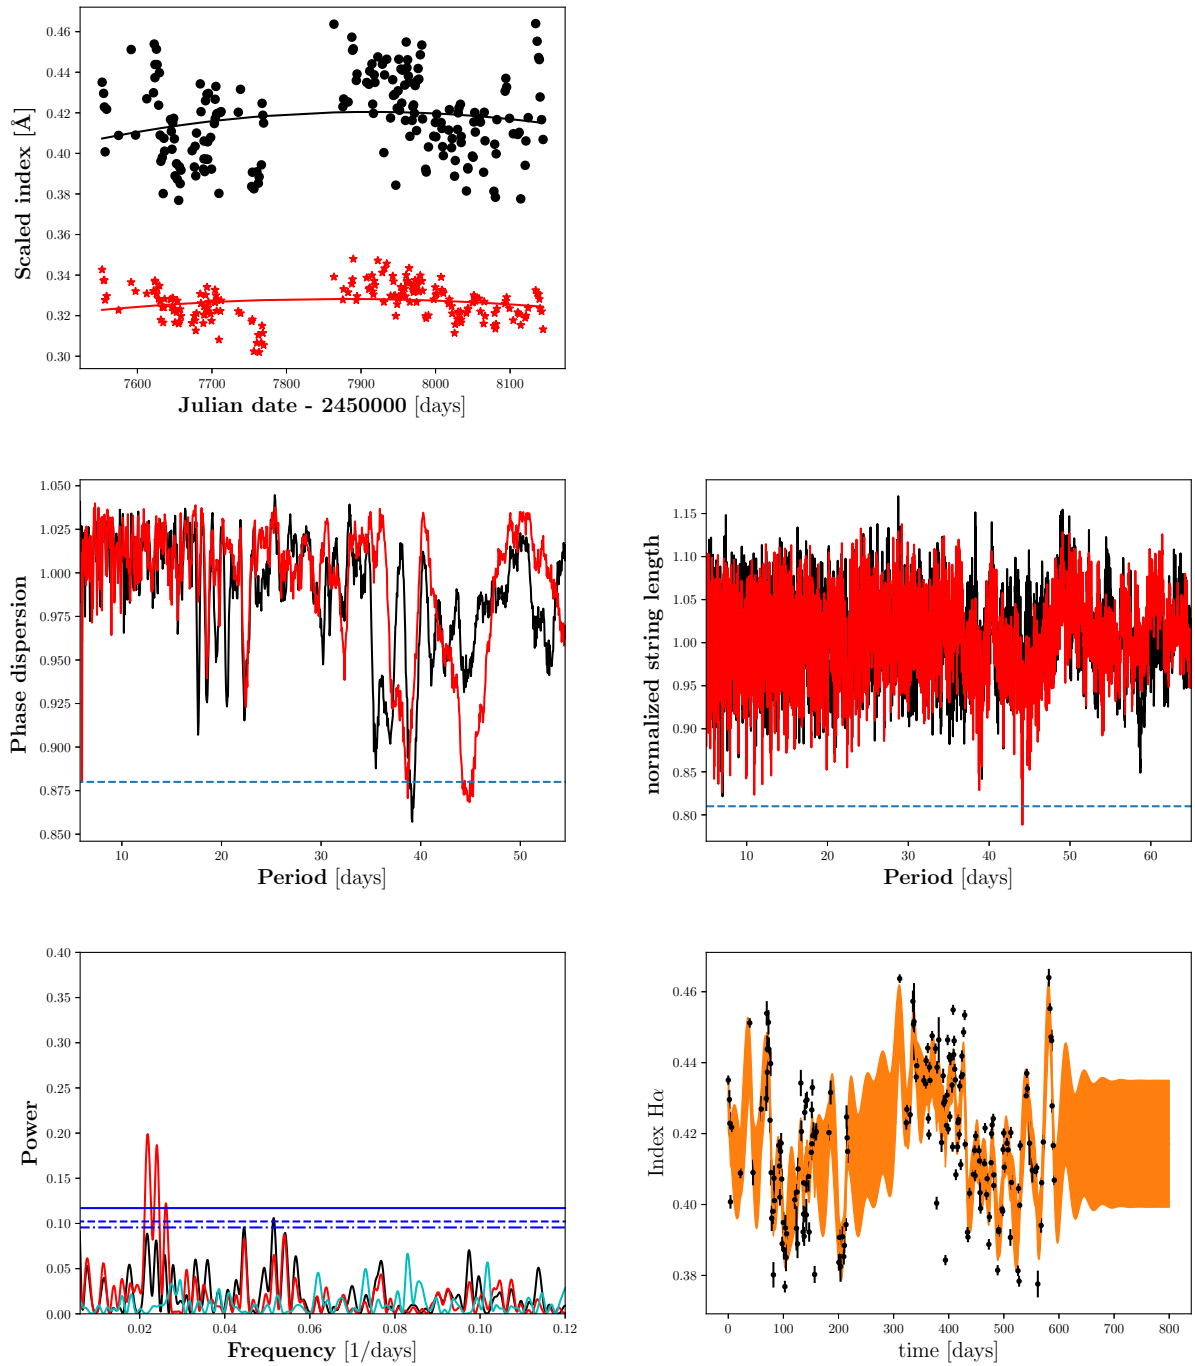 0.46
0.44
0.42
0.40
0.38
0.36
0.34
0.32
0.30
Scaled index [Å]
7600 7700 7800 7900 8000 8100
Julian date - 2450000 [days]
1.050
1.025
1.000
0.975
0.950
0.925
0.900
0.875
0.850
Phase dispersion
10 20 30 40 50
Period [days]
1.15
1.10
1.05
1.00
0.95
0.90
0.85
0.80
normalized string length
10 20 30 40 50 60
Period [days]
0.40
0.35
0.30
0.25
0.20
0.15
0.10
0.05
0.00
Power
0.02 0.04 0.06 0.08 0.10 0.12
Frequency [1/days]
0.46
0.44
0.42
0.40
0.38
Index Hα
0 100 200 300 400 500 600 700 800
time [days]